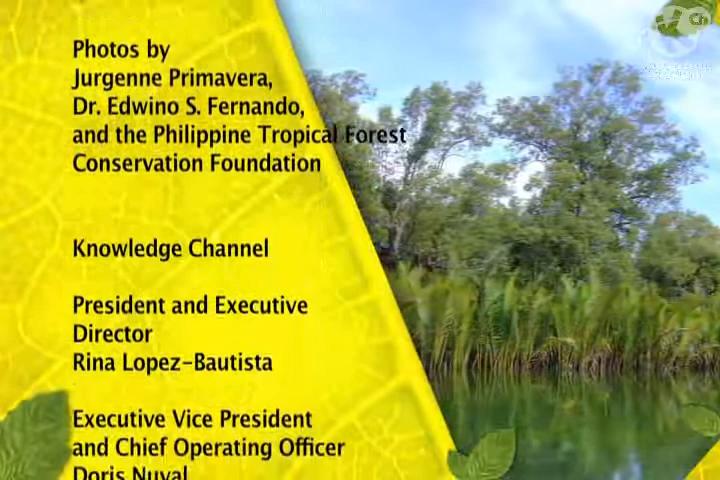 Ch
Photos by
Jurgenne Primavera,
Dr. Edwino S. Fernando,
and the Philippine Tropical Forest
Conservation Foundation
Knowledge Channel
President and Executive
Director
Rina Lopez-Bautista
Executive Vice President
and Chief Operating Officer
Doris Nuval